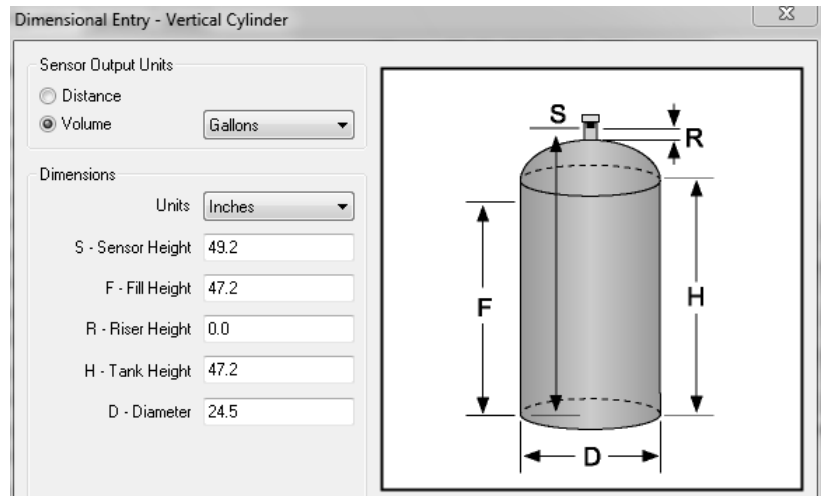 Dimensional Entry - Vertical Cylinder
Sensor Output Units
Distance
Volume Gallons
Dimensions
Units Inches
S - Sensor Height 49.2
F - Fill Height 47.2
R - Riser Height 0.0
H - Tank Height 47.2
D - Diameter 24.5
S
R
F
H
D